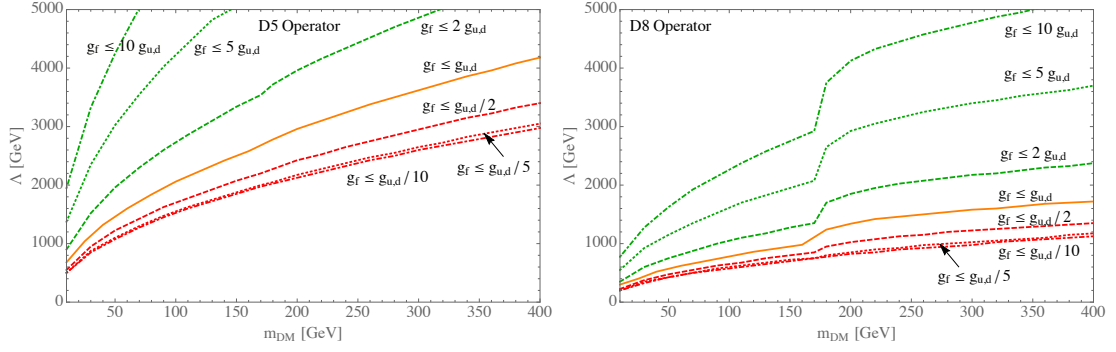 D5 Operator
g_f ≤ 10 g_u,d
g_f ≤ 5 g_u,d
g_f ≤ 2 g_u,d
g_f ≤ g_u,d
g_f ≤ g_u,d/2
g_f ≤ g_u,d/10
g_f ≤ g_u,d/5
Λ [GeV]
5000
4000
3000
2000
1000
0
50 100 150 200 250 300 350 400
m_DM [GeV]
D8 Operator
g_f ≤ 10 g_u,d
g_f ≤ 5 g_u,d
g_f ≤ 2 g_u,d
g_f ≤ g_u,d
g_f ≤ g_u,d/2
g_f ≤ g_u,d/10
g_f ≤ g_u,d/5
Λ [GeV]
5000
4000
3000
2000
1000
0
50 100 150 200 250 300 350 400
m_DM [GeV]